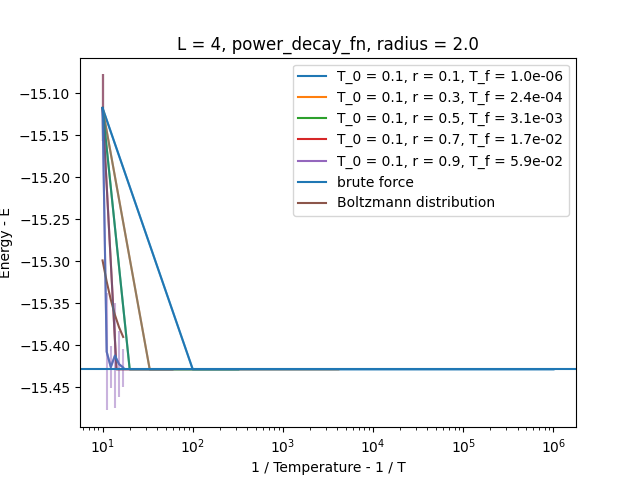 L = 4, power_decay_fn, radius = 2.0
T_0 = 0.1, r = 0.1, T_f = 1.0e-06
T_0 = 0.1, r = 0.3, T_f = 2.4e-04
T_0 = 0.1, r = 0.5, T_f = 3.1e-03
T_0 = 0.1, r = 0.7, T_f = 1.7e-02
T_0 = 0.1, r = 0.9, T_f = 5.9e-02
brute force
Boltzmann distribution
Energy - E
−15.10
−15.15
−15.20
−15.25
−15.30
−15.35
−15.40
−15.45
10¹ 10² 10³ 10⁴ 10⁵ 10⁶
1 / Temperature - 1 / T